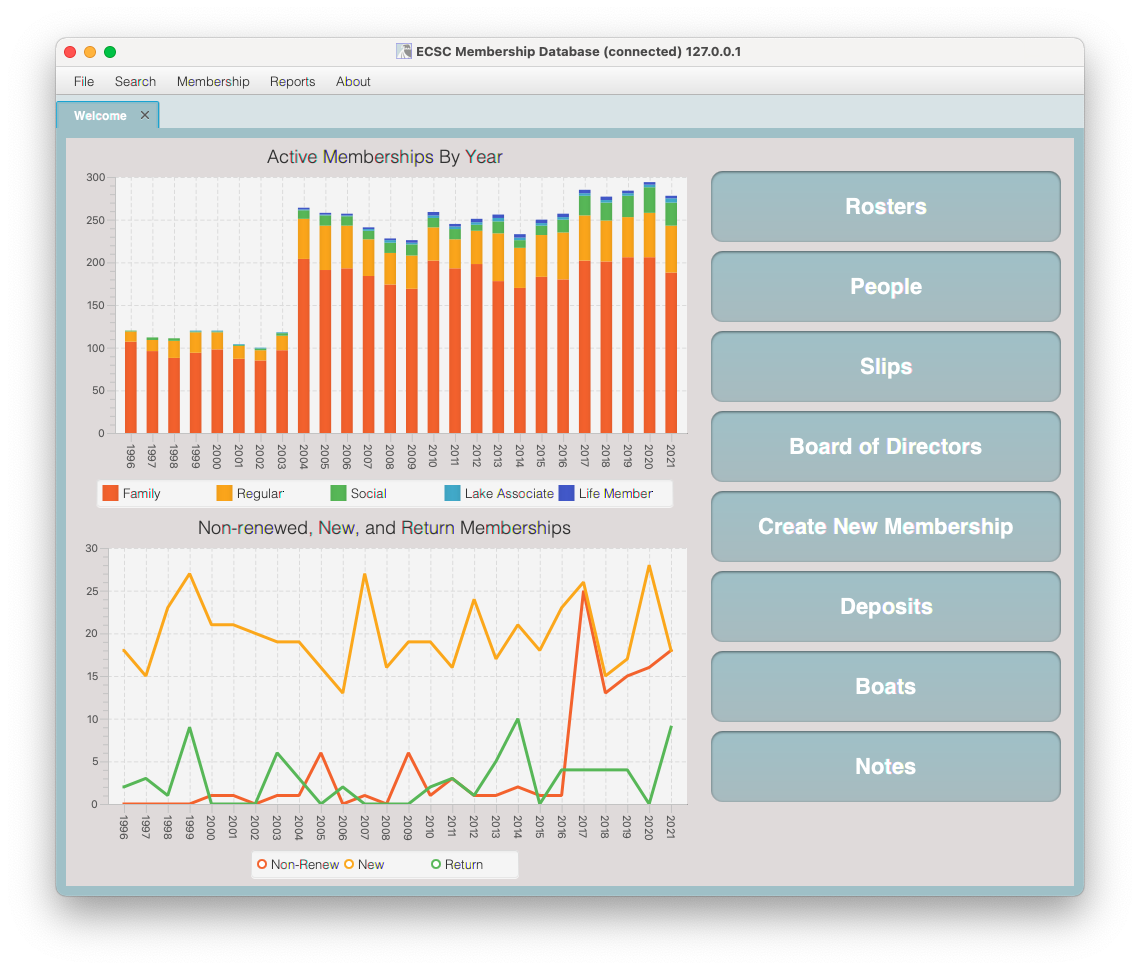 ECSC Membership Database (connected) 127.0.0.1
File Search Membership Reports About
Welcome ✕
Active Memberships By Year
300
250
200
150
100
50
0
1996 1997 1998 1999 2000 2001 2002 2003 2004 2005 2006 2007 2008 2009 2010 2011 2012 2013 2014 2015 2016 2017 2018 2019 2020 2021
Family Regular Social Lake Associate Life Member
Non-renewed, New, and Return Memberships
30
25
20
15
10
5
0
1996 1997 1998 1999 2000 2001 2002 2003 2004 2005 2006 2007 2008 2009 2010 2011 2012 2013 2014 2015 2016 2017 2018 2019 2020 2021
Non-Renew New Return
Rosters
People
Slips
Board of Directors
Create New Membership
Deposits
Boats
Notes